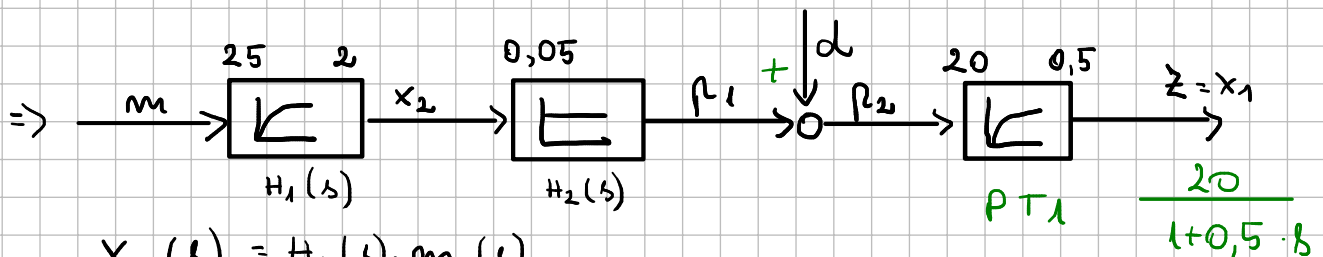 25 2 0,05 + d 20 0,5
=> m x₂ p₁ p₂ Z = x₁
H₁(s) H₂(s) PT1 20
1+0,5·s
X (s) = H (s) · m (s)